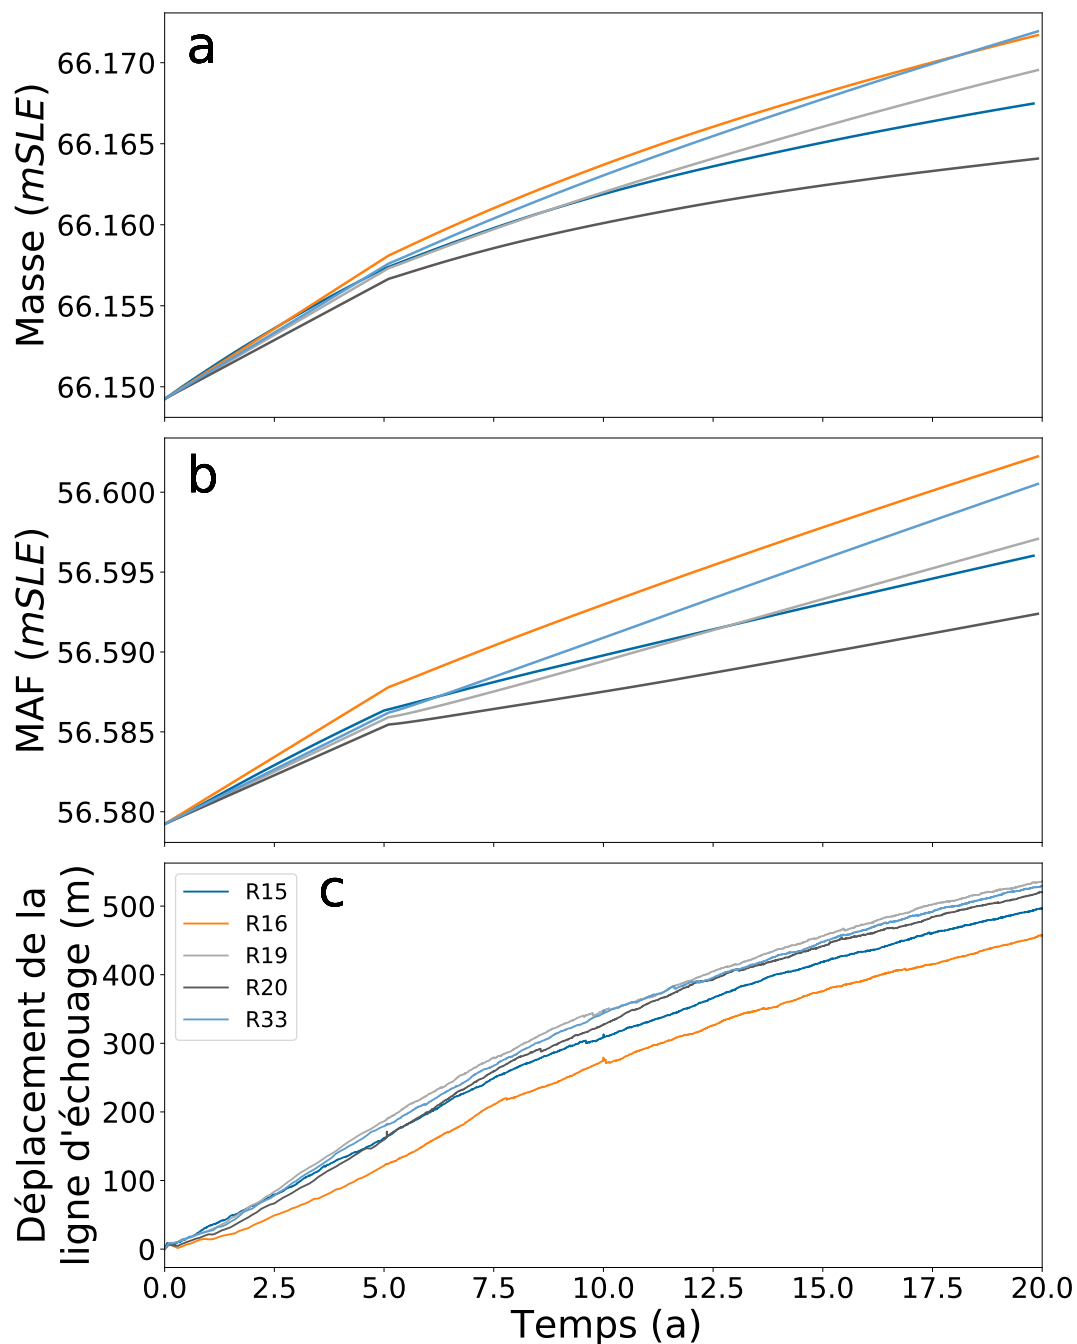 a
Masse (mSLE)
66.170
66.165
66.160
66.155
66.150
b
MAF (mSLE)
56.600
56.595
56.590
56.585
56.580
c
Déplacement de la
ligne d'échouage (m)
500
400
300
200
100
0
R15
R16
R19
R20
R33
0.0 2.5 5.0 7.5 10.0 12.5 15.0 17.5 20.0
Temps (a)